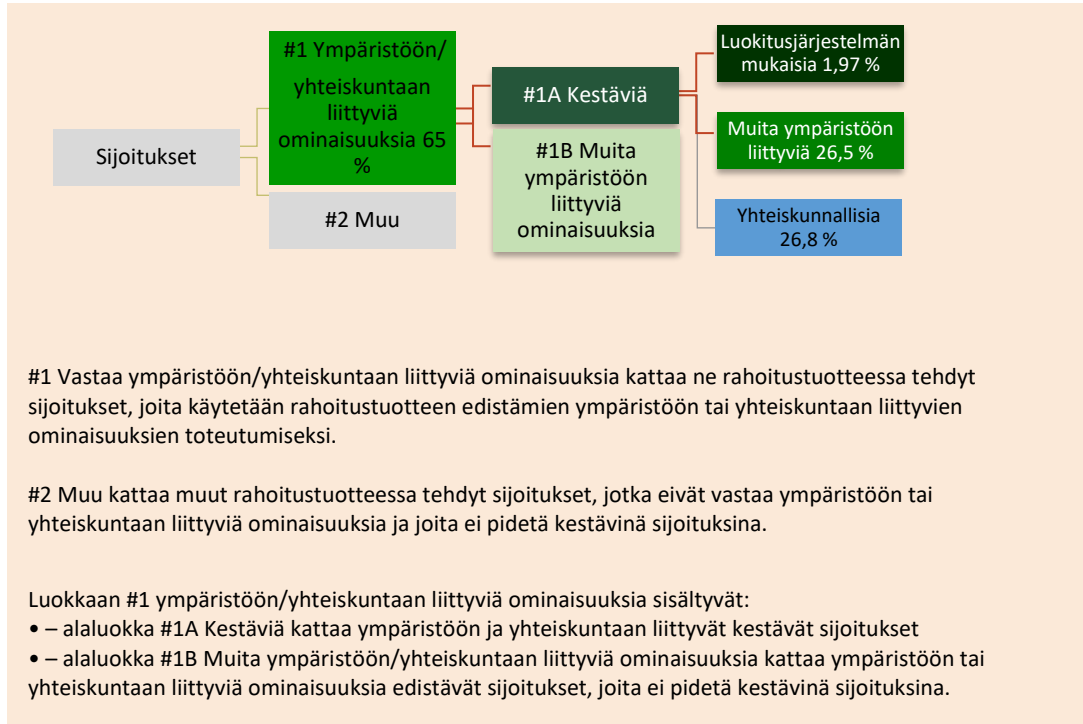 Sijoitukset
#1 Ympäristöön/
yhteiskuntaan
liittyviä
ominaisuuksia 65
%
#2 Muu
#1A Kestäviä
#1B Muita
ympäristöön
liittyviä
ominaisuuksia
Luokitusjärjestelmän
mukaisia 1,97 %
Muita ympäristöön
liittyviä 26,5 %
Yhteiskunnallisia
26,8 %
#1 Vastaa ympäristöön/yhteiskuntaan liittyviä ominaisuuksia kattaa ne rahoitustuotteessa tehdyt
sijoitukset, joita käytetään rahoitustuotteen edistämien ympäristöön tai yhteiskuntaan liittyvien
ominaisuuksien toteutumiseksi.
#2 Muu kattaa muut rahoitustuotteessa tehdyt sijoitukset, jotka eivät vastaa ympäristöön tai
yhteiskuntaan liittyviä ominaisuuksia ja joita ei pidetä kestävinä sijoituksina.
Luokkaan #1 ympäristöön/yhteiskuntaan liittyviä ominaisuuksia sisältyvät:
• – alaluokka #1A Kestäviä kattaa ympäristöön ja yhteiskuntaan liittyvät kestävät sijoitukset
• – alaluokka #1B Muita ympäristöön/yhteiskuntaan liittyviä ominaisuuksia kattaa ympäristöön tai
yhteiskuntaan liittyviä ominaisuuksia edistävät sijoitukset, joita ei pidetä kestävinä sijoituksina.